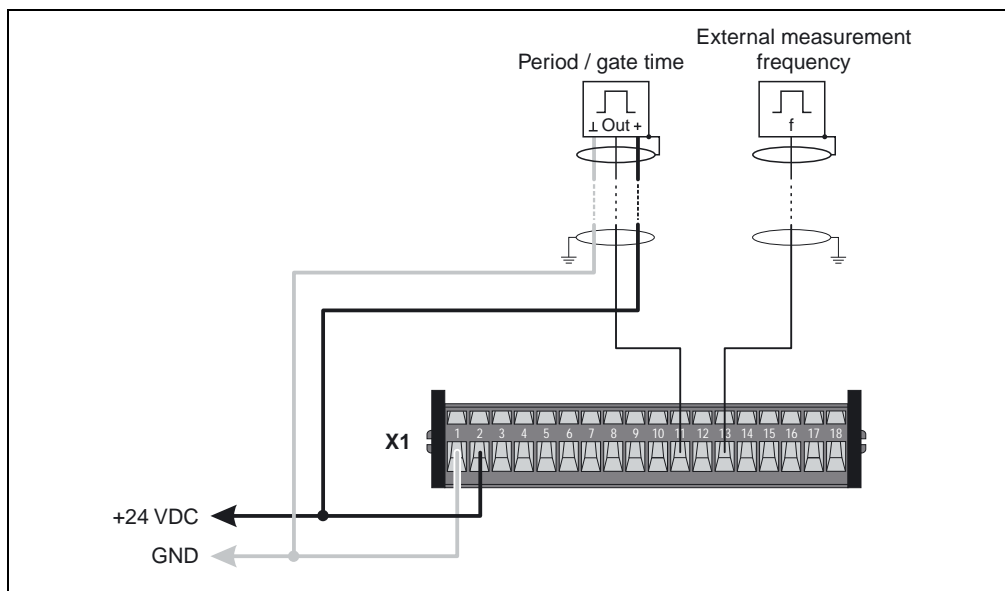 External measurement
frequency
Period / gate time
⊥ Out +
f
X1
1 2 3 4 5 6 7 8 9 10 11 12 13 14 15 16 17 18
+24 VDC
GND